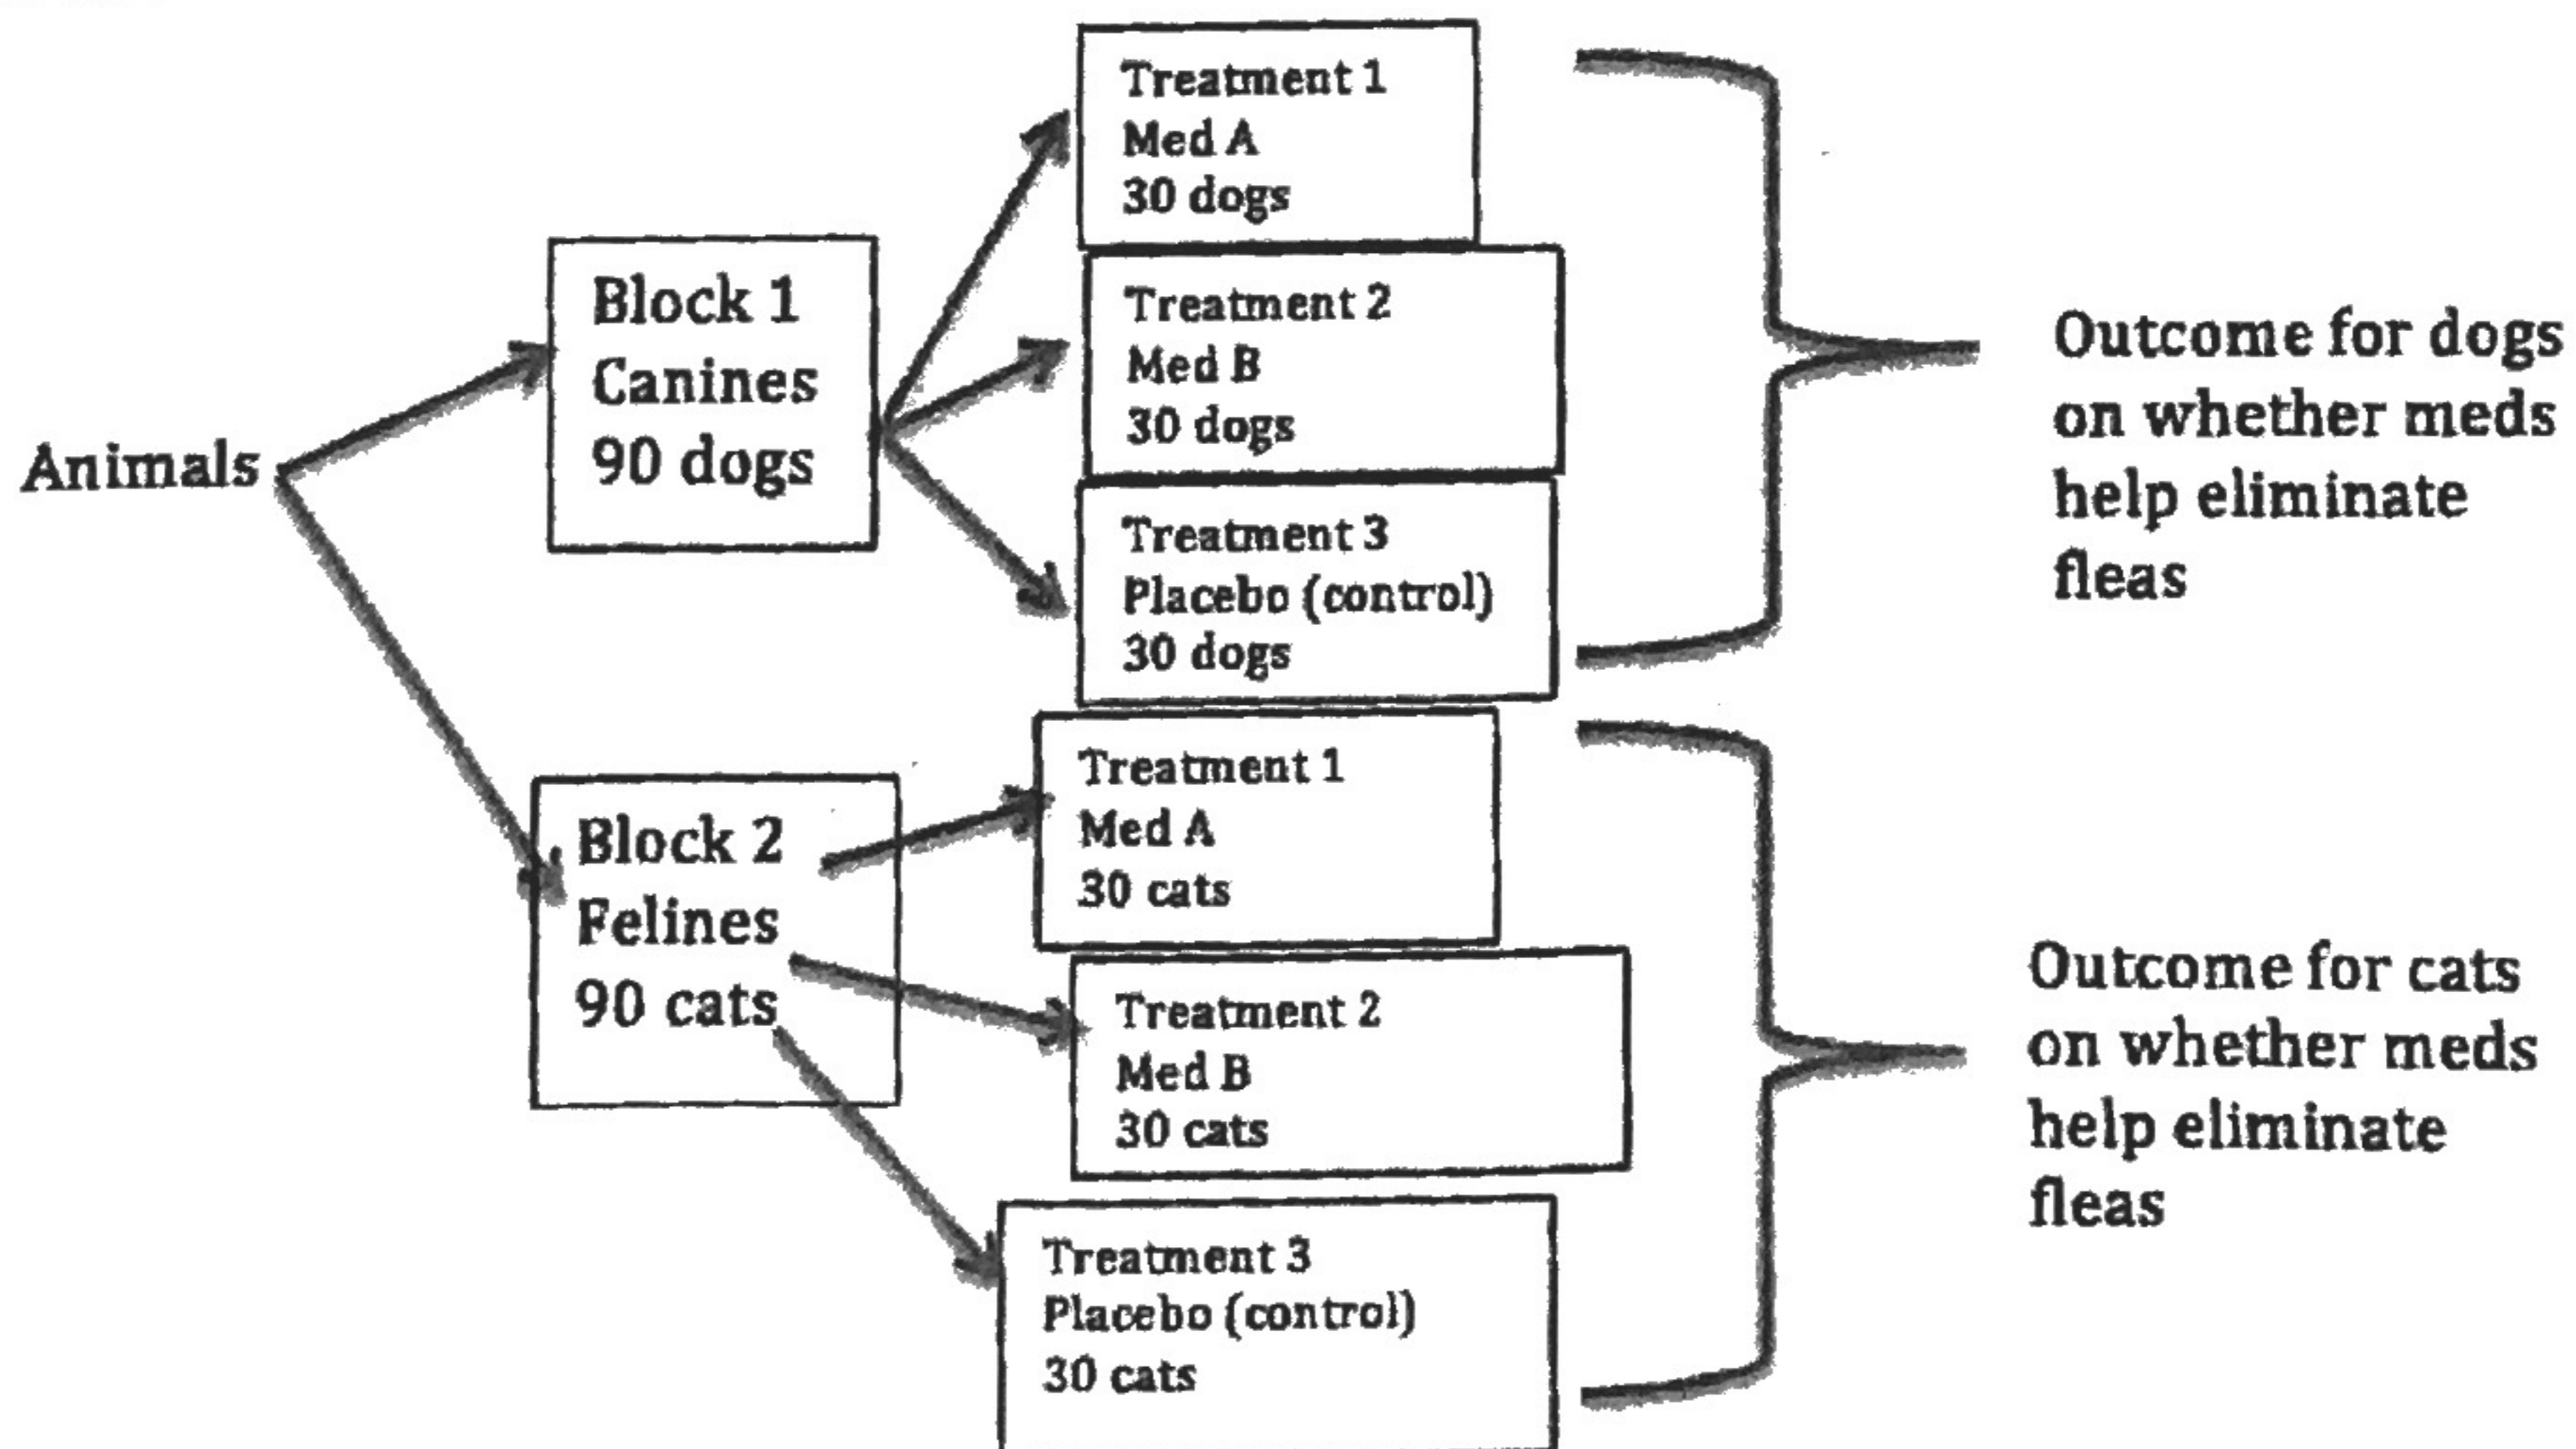 Animals
Block 1
Canines
90 dogs
Treatment 1
Med A
30 dogs
Treatment 2
Med B
30 dogs
Treatment 3
Placebo (control)
30 dogs
Outcome for dogs
on whether meds
help eliminate
fleas
Block 2
Felines
90 cats
Treatment 1
Med A
30 cats
Treatment 2
Med B
30 cats
Treatment 3
Placebo (control)
30 cats
Outcome for cats
on whether meds
help eliminate
fleas